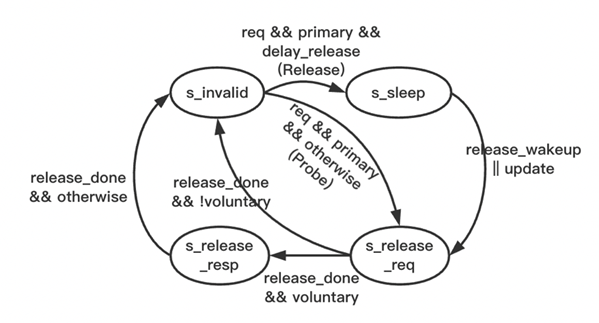 req && primary &&
delay_release
(Release)
s_invalid
s_sleep
req && primary
&& otherwise
(Probe)
release_wakeup
|| update
release_done
&& otherwise
release_done
&& !voluntary
s_release
_resp
s_release
_req
release_done
&& voluntary